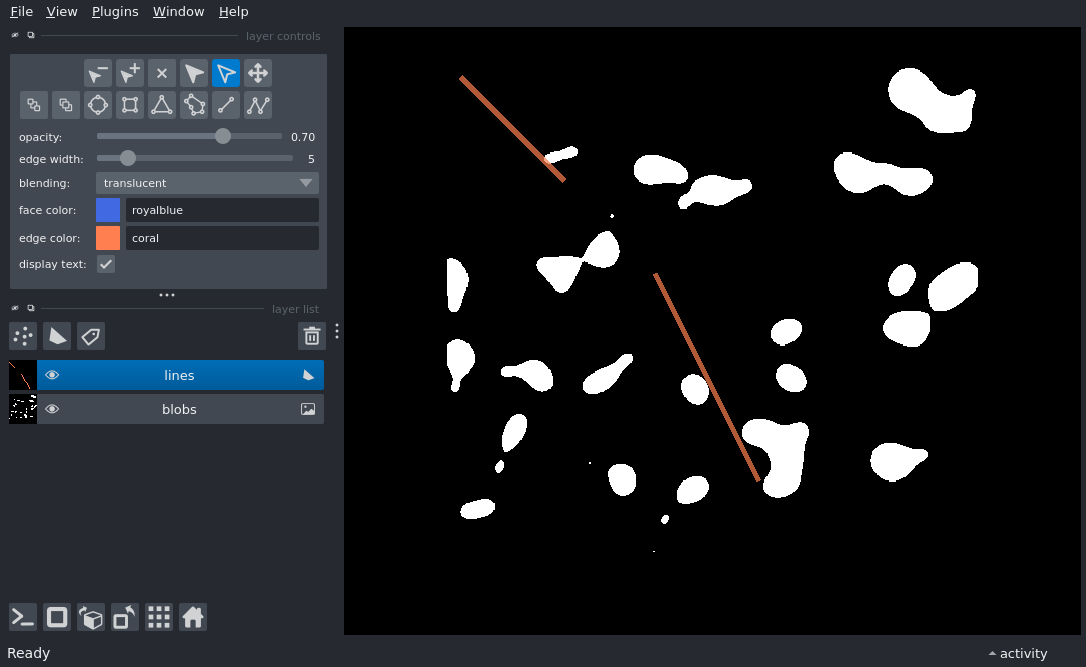 File View Plugins Window Help
layer controls
opacity: 0.70
edge width: 5
blending: translucent
face color: royalblue
edge color: coral
display text:
layer list
lines
blobs
Ready
activity